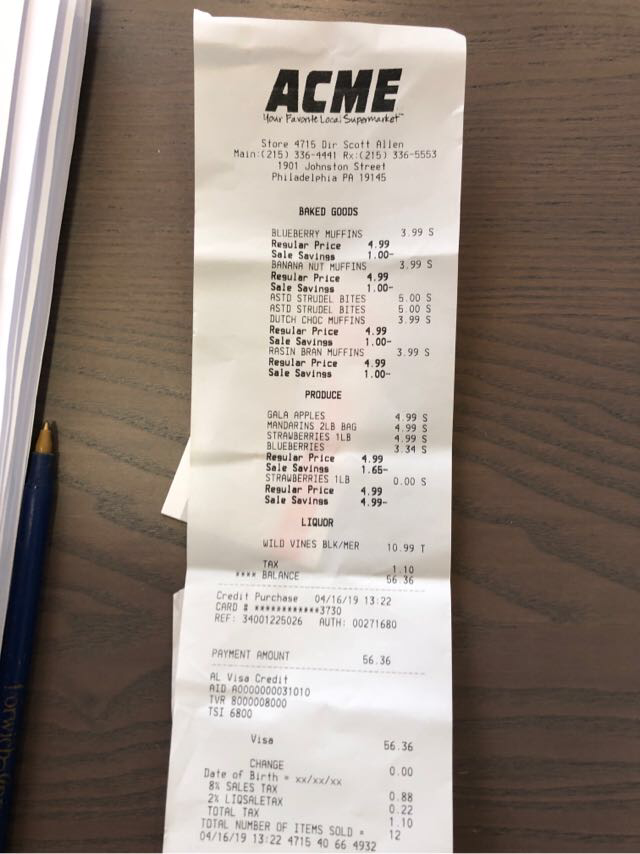 ACME
Your Favorite Local Supermarket™
Store 4715 Dir Scott Allen
Main:(215) 336-4441 Rx:(215) 336-5553
1901 Johnston Street
Philadelphia PA 19145
BAKED GOODS
BLUEBERRY MUFFINS 3.99 S
Regular Price 4.99
Sale Savings 1.00-
BANANA NUT MUFFINS 3.99 S
Regular Price 4.99
Sale Savings 1.00-
ASTD STRUDEL BITES 5.00 S
ASTD STRUDEL BITES 5.00 S
DUTCH CHOC MUFFINS 3.99 S
Regular Price 4.99
Sale Savings 1.00-
RASIN BRAN MUFFINS 3.99 S
Regular Price 4.99
Sale Savings 1.00-
PRODUCE
GALA APPLES 4.99 S
MANDARINS 2LB BAG 4.99 S
STRAWBERRIES 1LB 4.99 S
BLUEBERRIES 3.34 S
Regular Price 4.99
Sale Savings 1.65-
STRAWBERRIES 1LB 0.00 S
Regular Price 4.99
Sale Savings 4.99-
LIQUOR
WILD VINES BLK/MER 10.99 T
TAX 1.10
**** BALANCE 56.36
Credit Purchase 04/16/19 13:22
CARD # ************3730
REF: 34001225026 AUTH: 00271680
PAYMENT AMOUNT 56.36
AL Visa Credit
AID A0000000031010
TVR 8000008000
TSI 6800
Visa 56.36
CHANGE 0.00
Date of Birth = xx/xx/xx
8% SALES TAX 0.88
2% LIQSALETAX 0.22
TOTAL TAX 1.10
TOTAL NUMBER OF ITEMS SOLD = 12
04/16/19 13:22 4715 40 66 4932